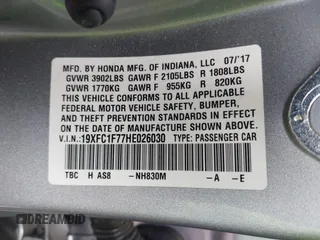 MFD. BY HONDA MFG. OF INDIANA, LLC 07/'17
GVWR 3902LBS GAWR F 2105LBS R 1808LBS
GVWR 1770KG GAWR F 955KG R 820KG
THIS VEHICLE CONFORMS TO ALL APPLICABLE
FEDERAL MOTOR VEHICLE SAFETY, BUMPER,
AND THEFT PREVENTION STANDARDS IN EFFECT
ON THE DATE OF MANUFACTURE SHOWN ABOVE.
V.I.N.: 19XFC1F77HE026030 TYPE: PASSENGER CAR
TBC H AS8 -NH830M -A -E
DREAMBID